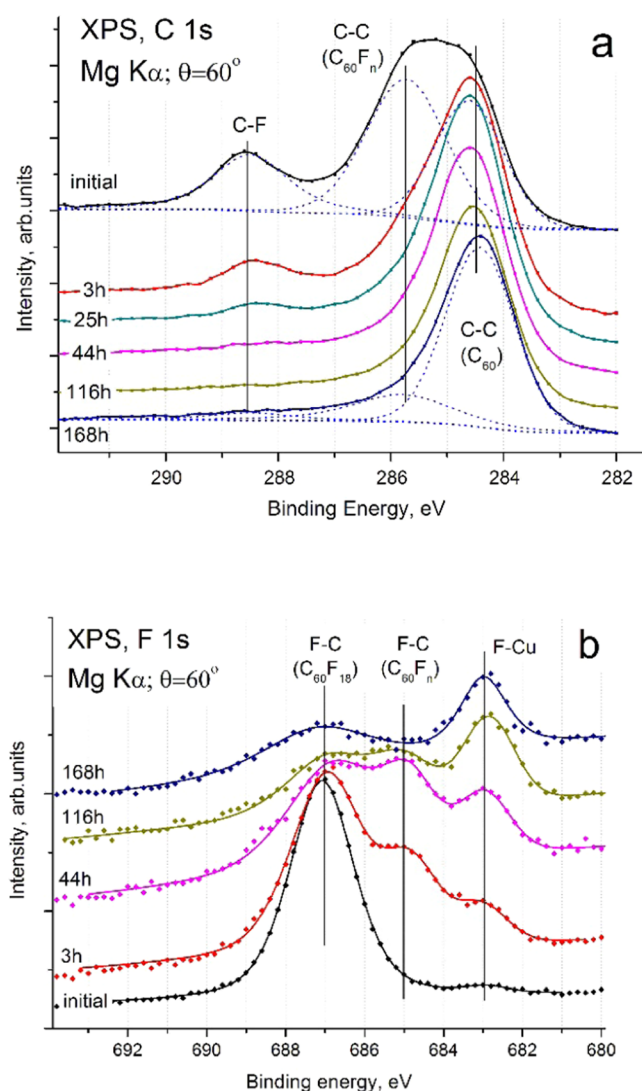 XPS, C 1s
Mg Kα; θ=60°
a
C-C
(C₆₀Fₙ)
C-F
initial
3h
25h
44h
116h
168h
C-C
(C₆₀)
Intensity, arb.units
290 288 286 284 282
Binding Energy, eV
XPS, F 1s
Mg Kα; θ=60°
b
F-C
(C₆₀F₁₈)
F-C
(C₆₀Fₙ)
F-Cu
168h
116h
44h
3h
initial
Intensity, arb.units
692 690 688 686 684 682 680
Binding energy, eV